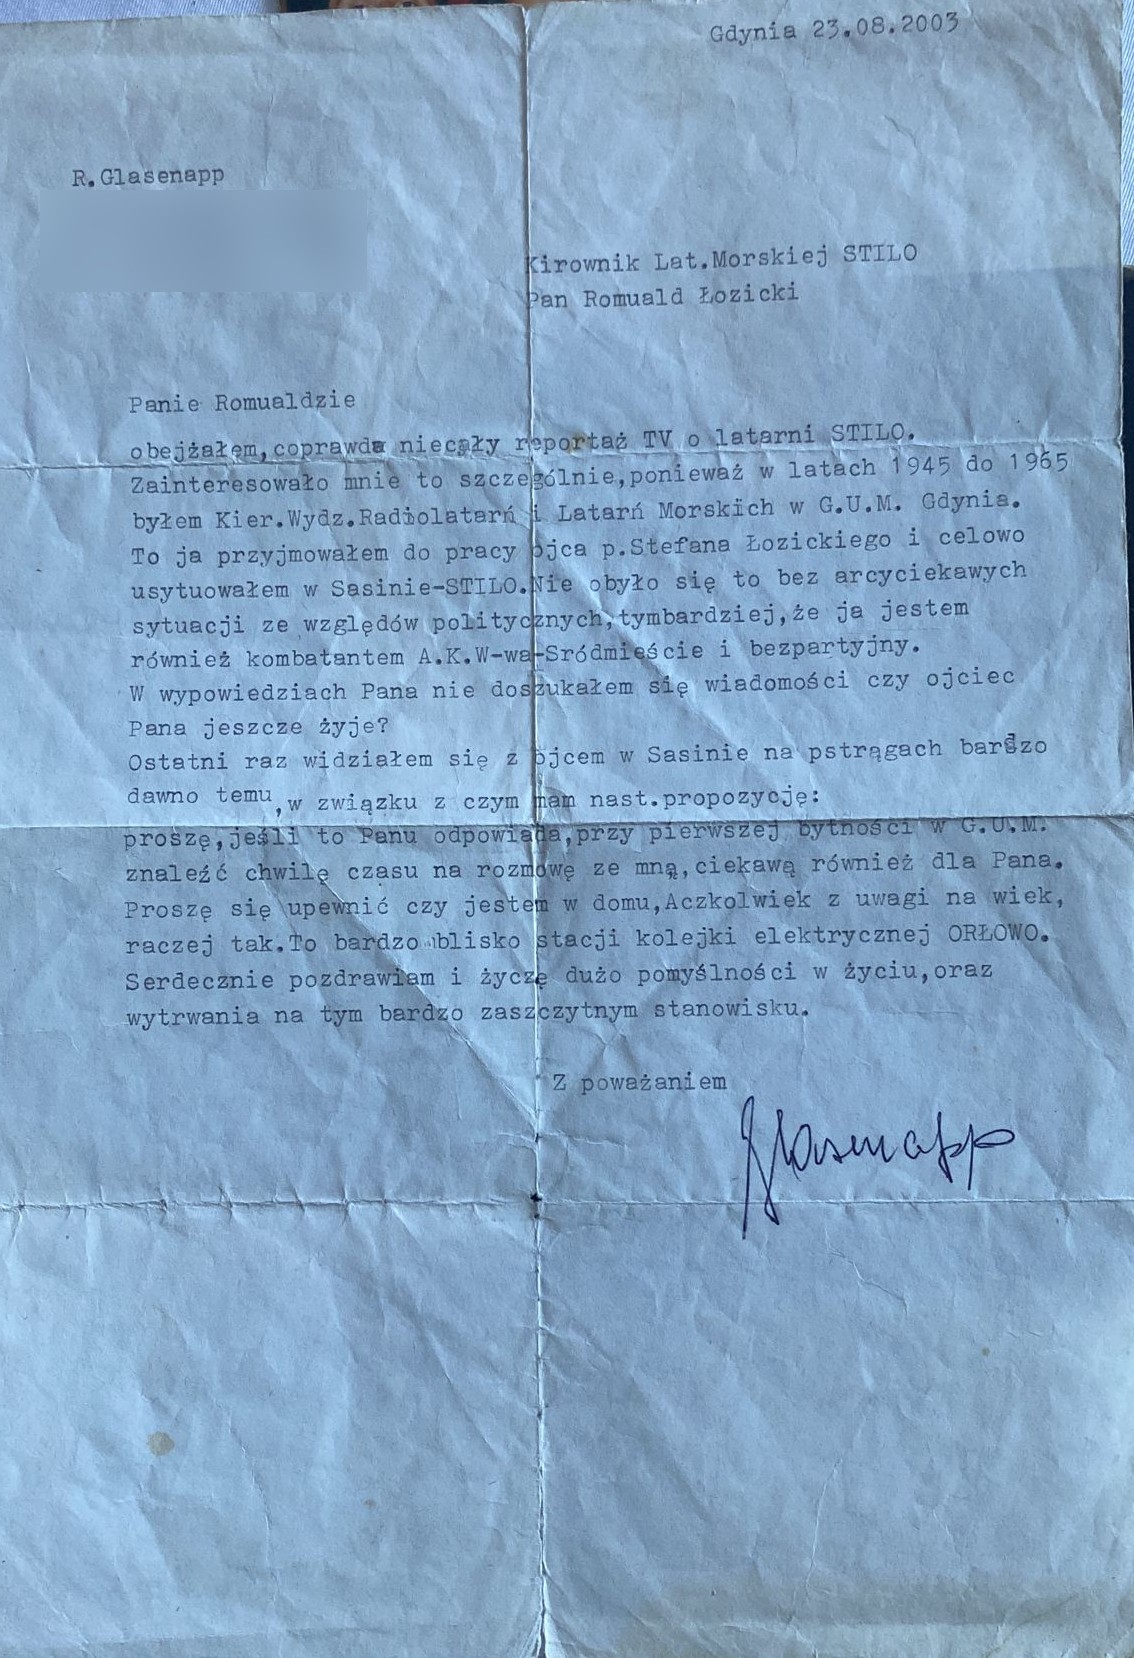 Gdynia 23.08.2003
R.Glasenapp
Kirownik Lat.Morskiej STILO
Pan Romuald Łozicki
Panie Romualdzie
obejżałem,coprawda niecały reportaż TV o latarni STILO.
Zainteresowało mnie to szczególnie,ponieważ w latach 1945 do 1965
byłem Kier.Wydz.Radiolatarń i Latarń Morskich w G.U.M. Gdynia.
To ja przyjmowałem do pracy ojca p.Stefana Łozickiego i celowo
usytuowałem w Sasinie-STILO.Nie obyło się to bez arcyciekawych
sytuacji ze względów politycznych,tymbardziej,że ja jestem
również kombatantem A.K.W-wa-Sródmieście i bezpartyjny.
W wypowiedziach Pana nie doszukałem się wiadomości czy ojciec
Pana jeszcze żyje?
Ostatni raz widziałem się z ojcem w Sasinie na pstrągach bardzo
dawno temu,w związku z czym mam nast.propozycję:
proszę,jeśli to Panu odpowiada,przy pierwszej bytności w G.U.M.
znaleźć chwilę czasu na rozmowę ze mną,ciekawą również dla Pana.
Proszę się upewnić czy jestem w domu,Aczkolwiek z uwagi na wiek,
raczej tak.To bardzo blisko stacji kolejki elektrycznej ORŁOWO.
Serdecznie pozdrawiam i życzę dużo pomyślności w życiu,oraz
wytrwania na tym bardzo zaszczytnym stanowisku.
Z poważaniem
Glasenapp